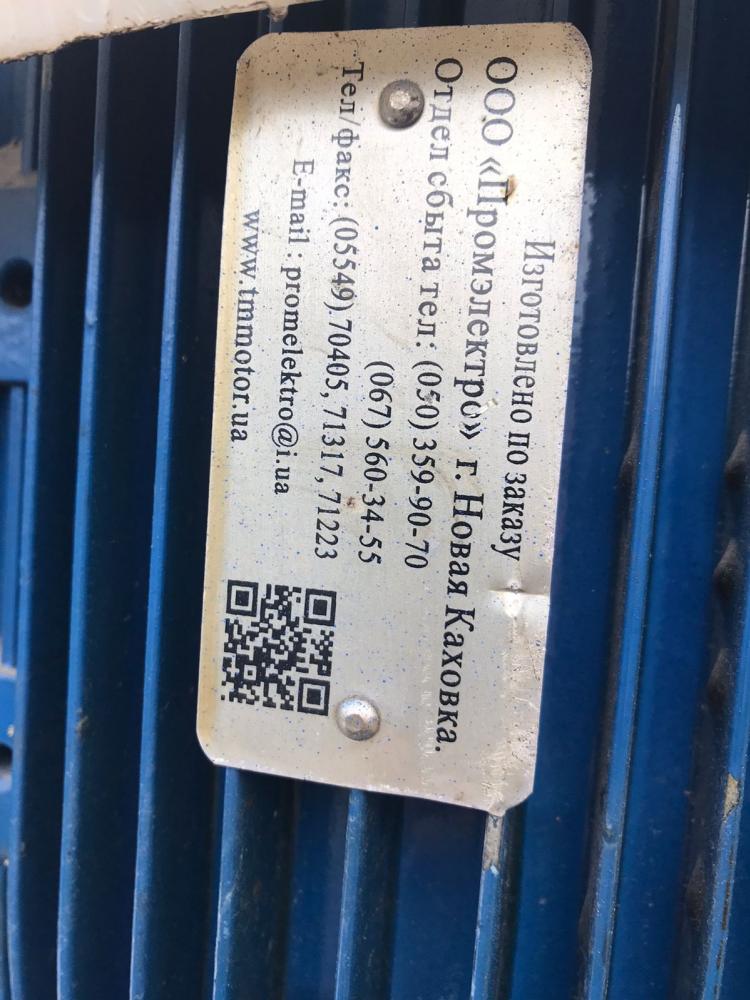 Изготовлено по заказу
ООО «Промэлектро» г. Новая Каховка.
Отдел сбыта тел: (050) 359-90-70
(067) 560-34-55
Тел/факс: (05549) 70405, 71317, 71223
E-mail : promelektro@i.ua
www.tmmotor.ua